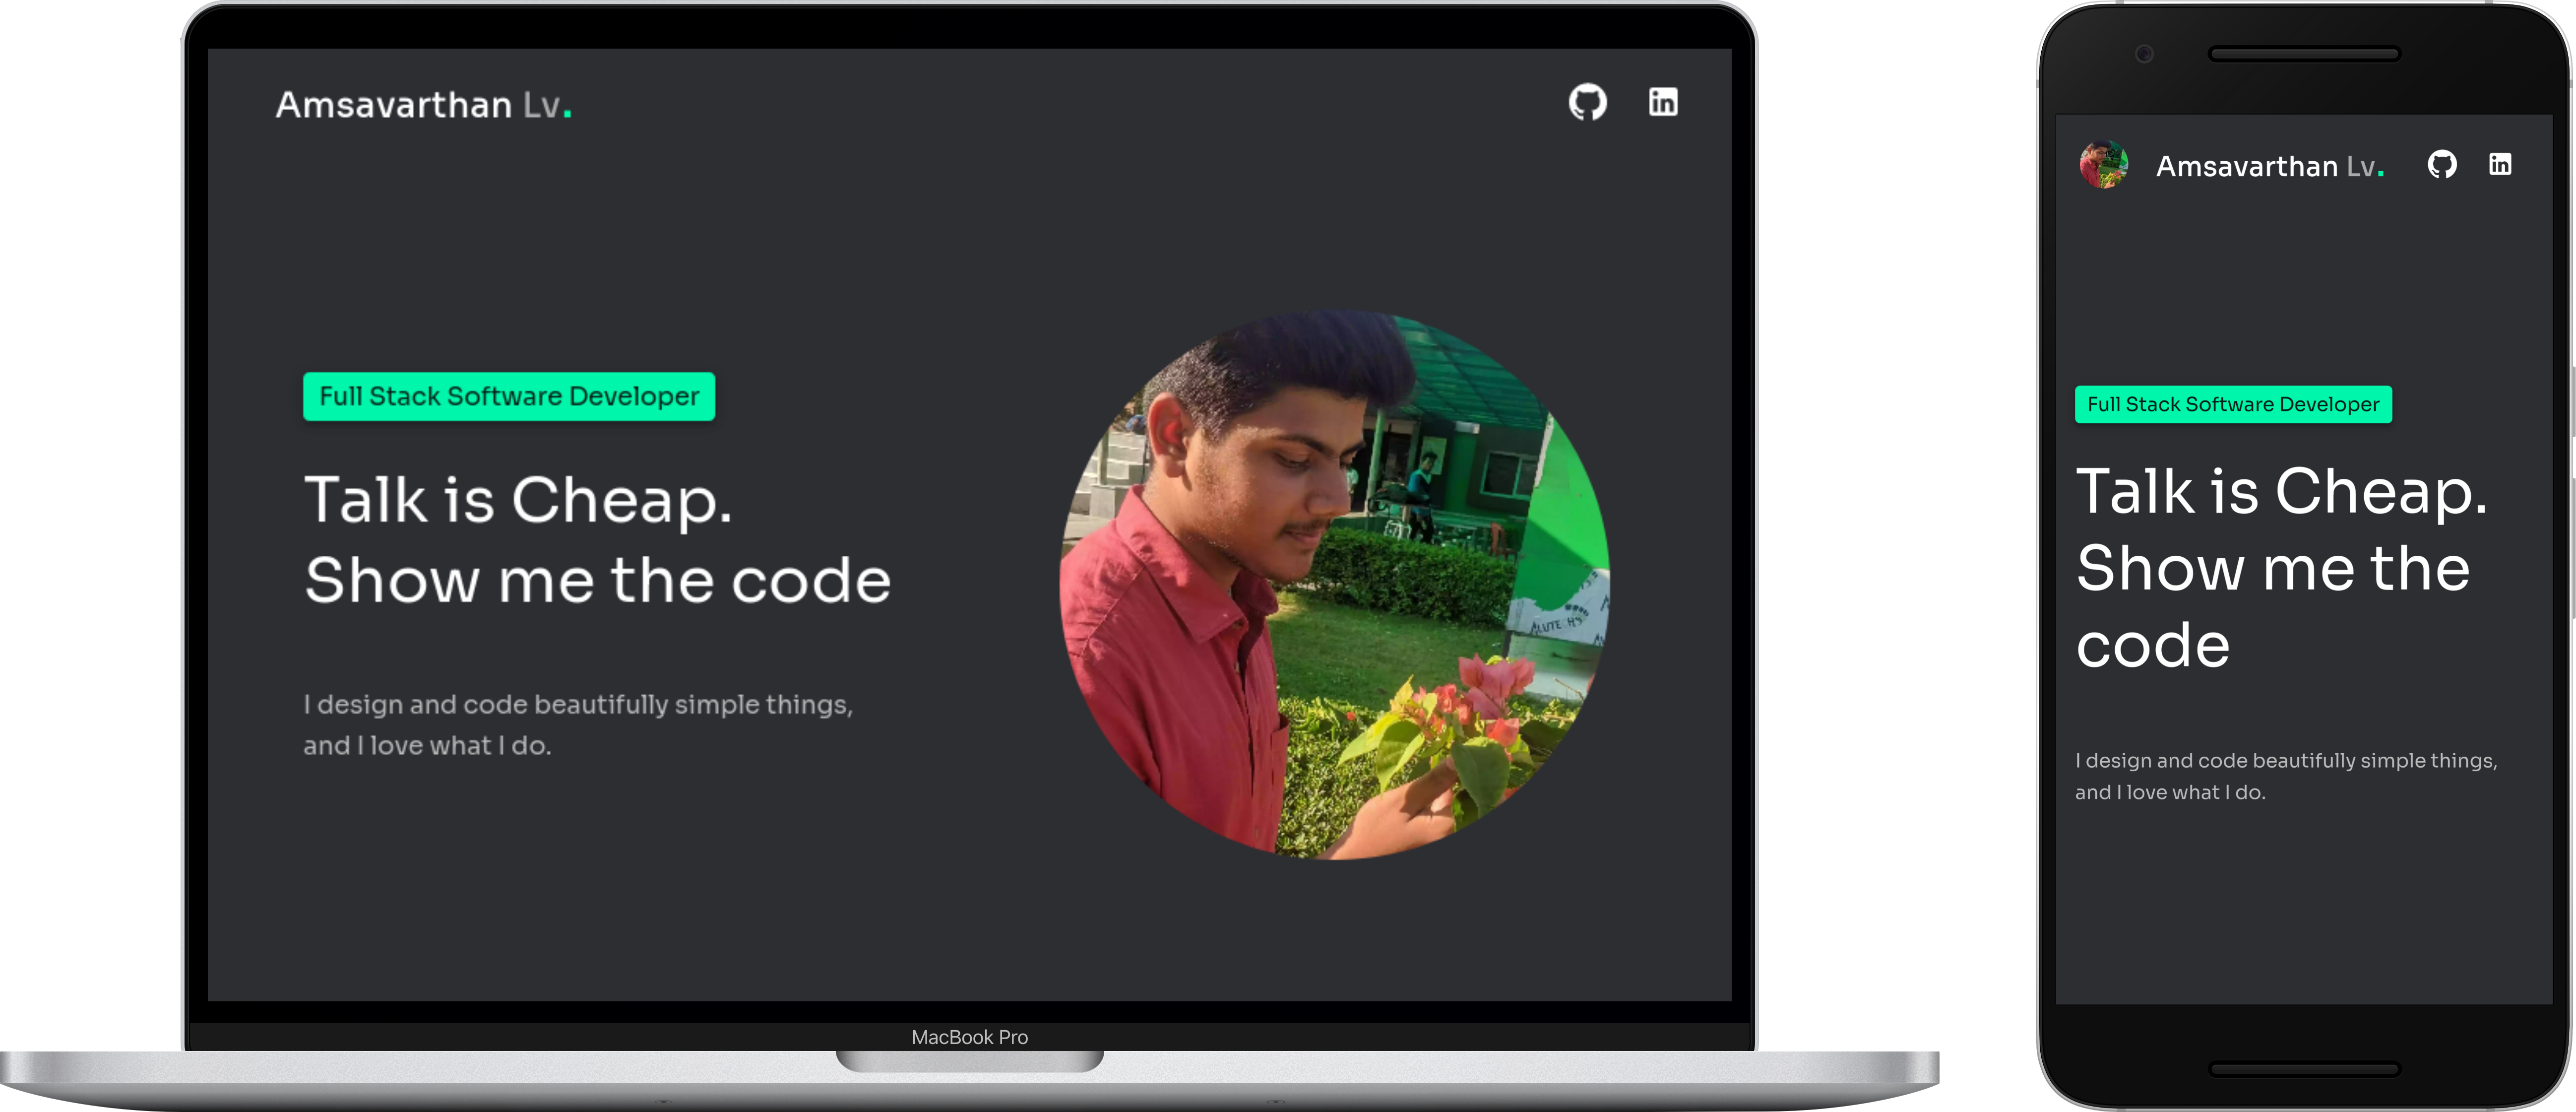 Amsavarthan Lv.
in
Full Stack Software Developer
Talk is Cheap.
Show me the code
I design and code beautifully simple things,
and I love what I do.
MacBook Pro
Amsavarthan Lv.
in
Full Stack Software Developer
Talk is Cheap.
Show me the
code
I design and code beautifully simple things,
and I love what I do.